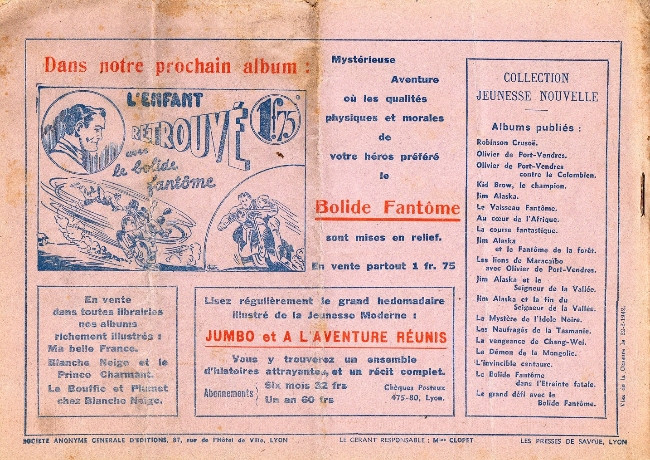 Dans notre prochain album :
L'ENFANT
RETROUVÉ
avec
le bolide
fantôme
1f.75
Mystérieuse
Aventure
où les qualités
physiques et morales
de
votre héros préféré
le
Bolide Fantôme
sont mises en relief.
En vente partout 1 fr. 75
En vente
dans toutes librairies
nos albums
richement illustrés :
Ma belle France.
Blanche Neige et le
Prince Charmant.
La Bouffie et Plumet
chez Blanche Neige.
Lisez régulièrement le grand hedomadaire
illustré de la Jeunesse Moderne :
JUMBO et A L'AVENTURE RÉUNIS
Vous y trouverez un ensemble
d'histoires attrayantes, et un récit complet.
Abonnements
Six mois 32 frs
Un an 60 frs
Chèques Postaux
475-80, Lyon.
COLLECTION
JEUNESSE NOUVELLE
Albums publiés :
Robinson Crusoë.
Olivier de Port-Vendres.
Olivier de Port-Vendres
contre le Colombien.
Kid Brow, le champion.
Jim Alaska.
Le Vaisseau Fantôme.
Au cœur de l'Afrique.
La course fantastique.
Jim Alaska
et le Fantôme de la forêt.
Les lions de Maracaïbo
avec Olivier de Port-Vendres.
Jim Alaska et le
Seigneur de la Vallée.
Jim Alaska et la fin du
Seigneur de la Vallée.
Le Mystère de l'Idole Noire.
Les Naufragés de la Tasmanie.
La vengeance de Chang-Wei.
Le Démon de la Mongolie.
L'invincible centaure.
Le Bolide Fantôme
dans l'Etreinte fatale.
Le grand défi avec le
Bolide Fantôme.
Visa de la Censure le
SOCIÉTÉ ANONYME GÉNÉRALE D'ÉDITIONS, 87, rue de l'Hôtel de Ville, LYON
LE GÉRANT RESPONSABLE : Mme CLOPET
LES PRESSES DE SAVOIE, LYON